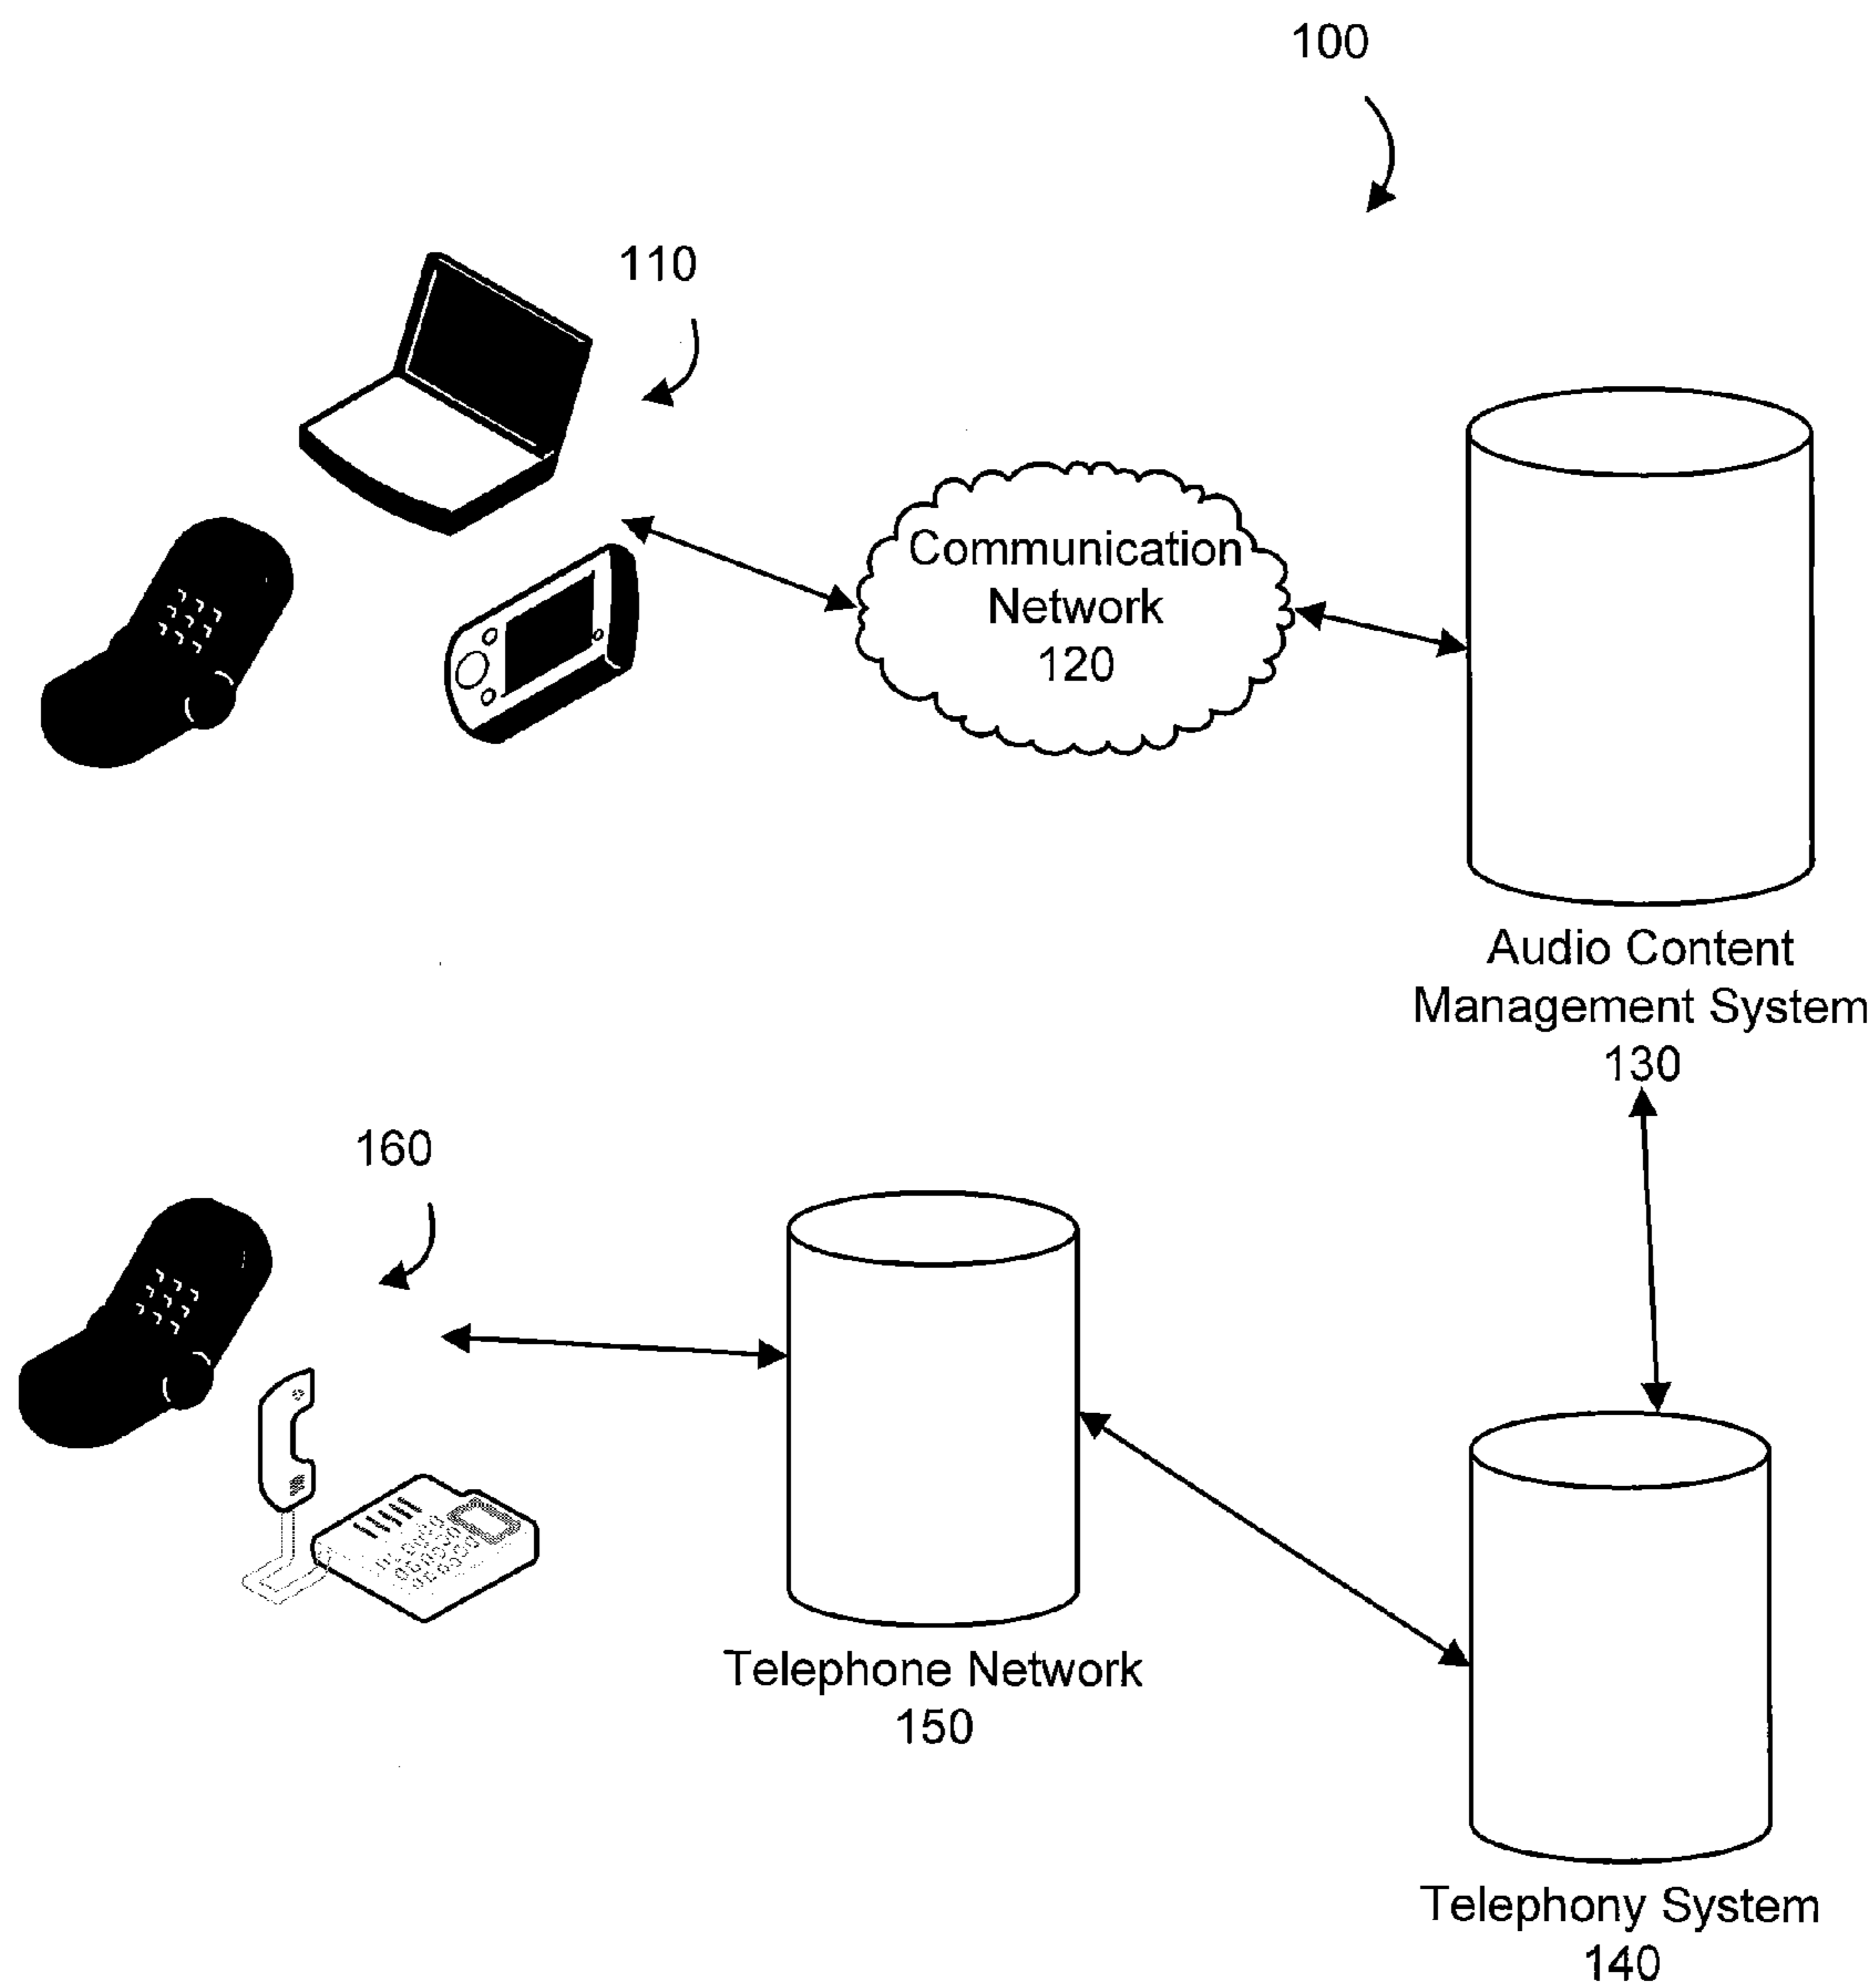 100
110
Communication
Network
120
Audio Content
Management System
130
160
Telephone Network
150
Telephony System
140